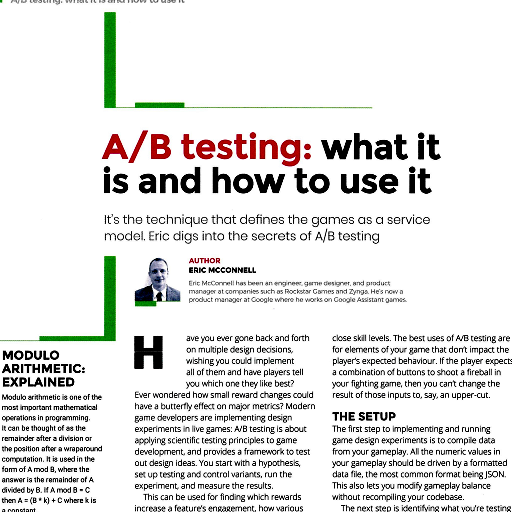 A/B testing: what it is and how to use it
A/B testing: what it
is and how to use it
It's the technique that defines the games as a service
model. Eric digs into the secrets of A/B testing
AUTHOR
ERIC MCCONNELL
Eric McConnell has been an engineer, game designer, and product
manager at companies such as Rockstar Games and Zynga. He's now a
product manager at Google where he works on Google Assistant games.
MODULO
ARITHMETIC:
EXPLAINED
Modulo arithmetic is one of the
most important mathematical
operations in programming.
It can be thought of as the
remainder after a division or
the position after a wraparound
computation. It is used in the
form of A mod B, where the
answer is the remainder of A
divided by B. If A mod B = C
then A = (B * k) + C where k is
a constant
Have you ever gone back and forth
on multiple design decisions,
wishing you could implement
all of them and have players tell
you which one they like best?
Ever wondered how small reward changes could
have a butterfly effect on major metrics? Modern
game developers are implementing design
experiments in live games: A/B testing is about
applying scientific testing principles to game
development, and provides a framework to test
out design ideas. You start with a hypothesis,
set up testing and control variants, run the
experiment, and measure the results.
This can be used for finding which rewards
increase a feature's engagement, how various
close skill levels. The best uses of A/B testing are
for elements of your game that don't impact the
player's expected behaviour. If the player expects
a combination of buttons to shoot a fireball in
your fighting game, then you can't change the
result of those inputs to, say, an upper-cut.
THE SETUP
The first step to implementing and running
game design experiments is to compile data
from your gameplay. All the numeric values in
your gameplay should be driven by a formatted
data file, the most common format being JSON.
This also lets you modify gameplay balance
without recompiling your codebase.
The next step is identifying what you're testing